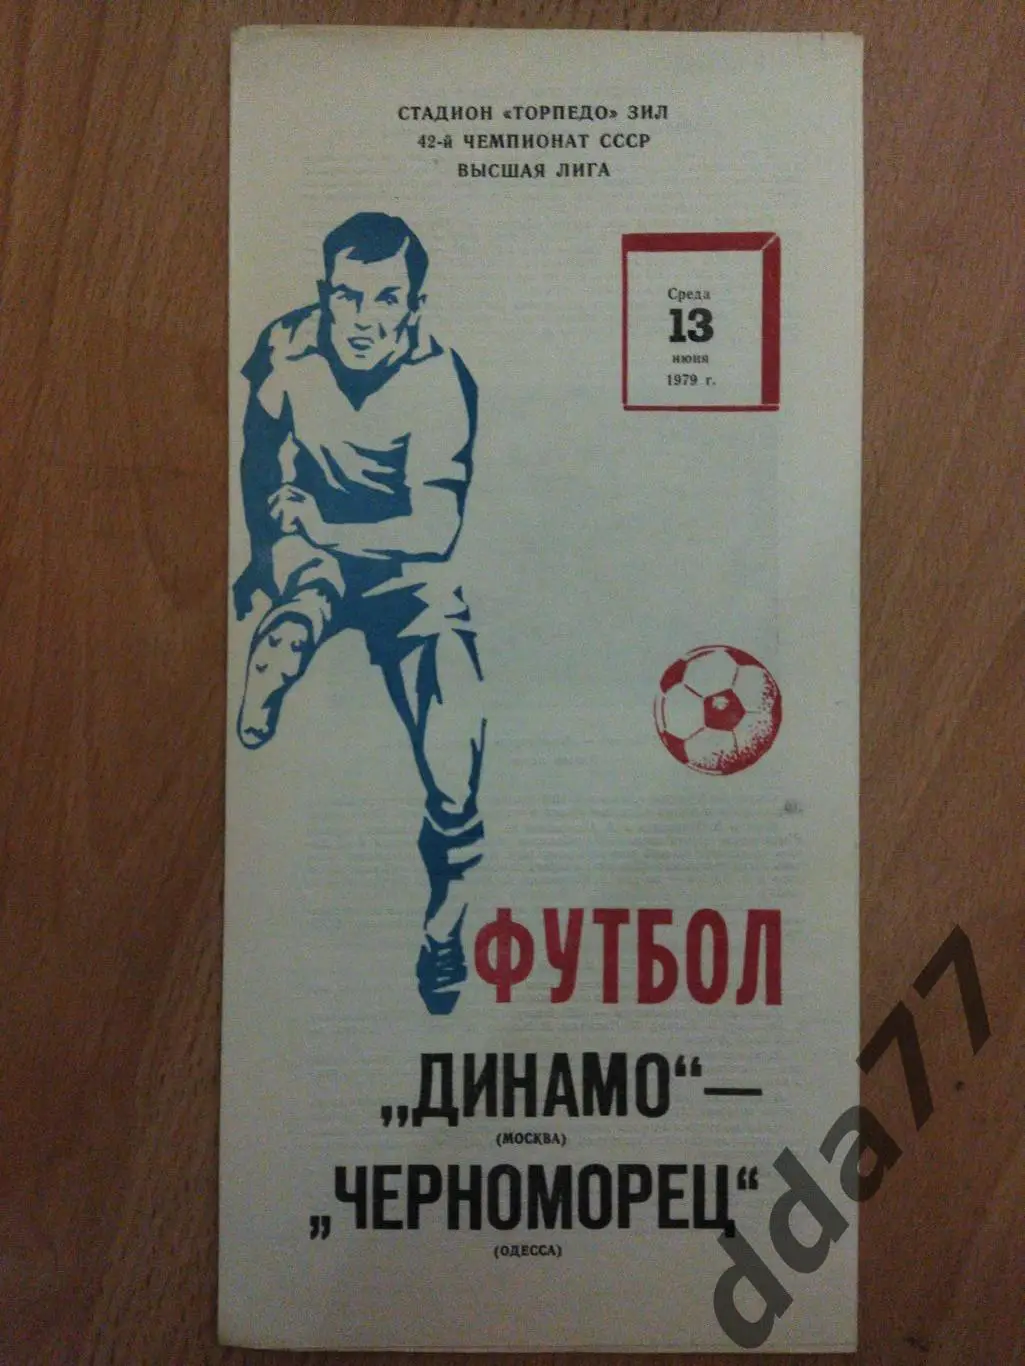 СТАДИОН «ТОРПЕДО» ЗИЛ
42-й ЧЕМПИОНАТ СССР
ВЫСШАЯ ЛИГА
Среда
13
июня
1979 г.
ФУТБОЛ
„ДИНАМО“ —
(МОСКВА)
„ЧЕРНОМОРЕЦ“
(ОДЕССА)
dda77